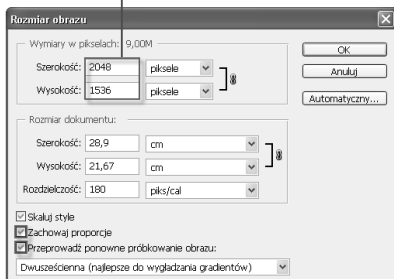 Rozmiar obrazu
Wymiary w pikselach: 9,00M
Szerokość: 2048 piksele
Wysokość: 1536 piksele
OK
Anuluj
Automatyczny...
Rozmiar dokumentu:
Szerokość: 28,9 cm
Wysokość: 21,67 cm
Rozdzielczość: 180 piks/cal
Skaluj style
Zachowaj proporcje
Przeprowadź ponowne próbkowanie obrazu:
Dwusześcienna (najlepsze do wygładzania gradientów)